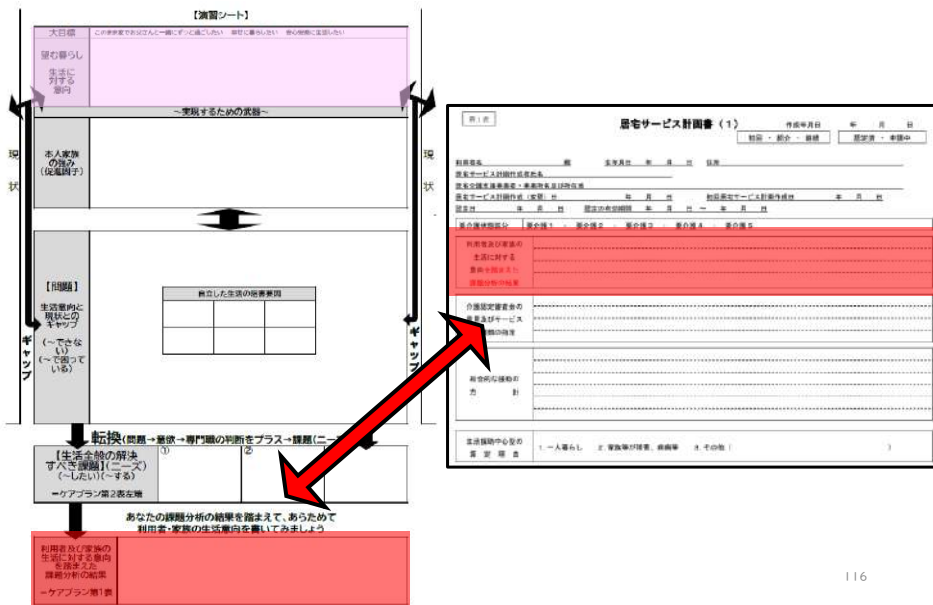 【演習シート】
大目標
この住み慣れた家でお父さんと一緒にずっと過ごしたい 幸せに暮らしたい 安心快適に生活したい
望む暮らし
生活に
対する
意向
～実現するための武器～
現状
本人家族
の強み
(促進因子)
現状
【問題】
生活意向と
現状との
ギャップ
(～できな
い)
(～で困って
いる)
自立した生活の阻害要因
ギャップ
ギャップ
転換(問題→意欲→専門職の判断をプラス→課題(ニーズ
【生活全般の解決
すべき課題】(ニーズ)
(～したい)(～する)
=ケアプラン第2表左端
①
②
あなたの課題分析の結果を踏まえて、あらためて
利用者・家族の生活意向を書いてみましょう
利用者及び家族の
生活に対する意向
を踏まえた
課題分析の結果
=ケアプラン第1表
第1表
居宅サービス計画書（1）
作成年月日 年 月 日
初回 ・ 紹介 ・ 継続
認定済 ・ 申請中
利用者名 殿 生年月日 年 月 日 住所
居宅サービス計画作成者氏名
居宅介護支援事業者・事業所名及び所在地
居宅サービス計画作成（変更）日 年 月 日 初回居宅サービス計画作成日 年 月 日
認定日 年 月 日 認定の有効期間 年 月 日 ～ 年 月 日
要介護状態区分 要介護1 ・ 要介護2 ・ 要介護3 ・ 要介護4 ・ 要介護5
利用者及び家族の
生活に対する
意向を踏まえた
課題分析の結果
介護認定審査会の
意見及びサービス
の種類の指定
総合的な援助の
方 針
生活援助中心型の
算 定 理 由
1. 一人暮らし 2. 家族等が障害、疾病等 3. その他（ ）
116